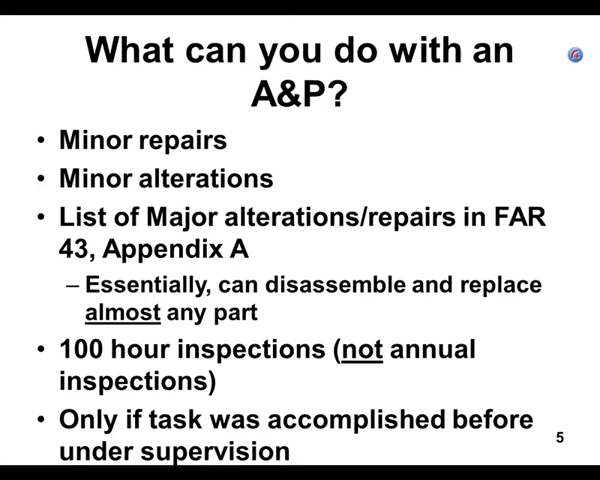 What can you do with an
A&P?
• Minor repairs
• Minor alterations
• List of Major alterations/repairs in FAR
43, Appendix A
– Essentially, can disassemble and replace
almost any part
• 100 hour inspections (not annual
inspections)
• Only if task was accomplished before
under supervision
5